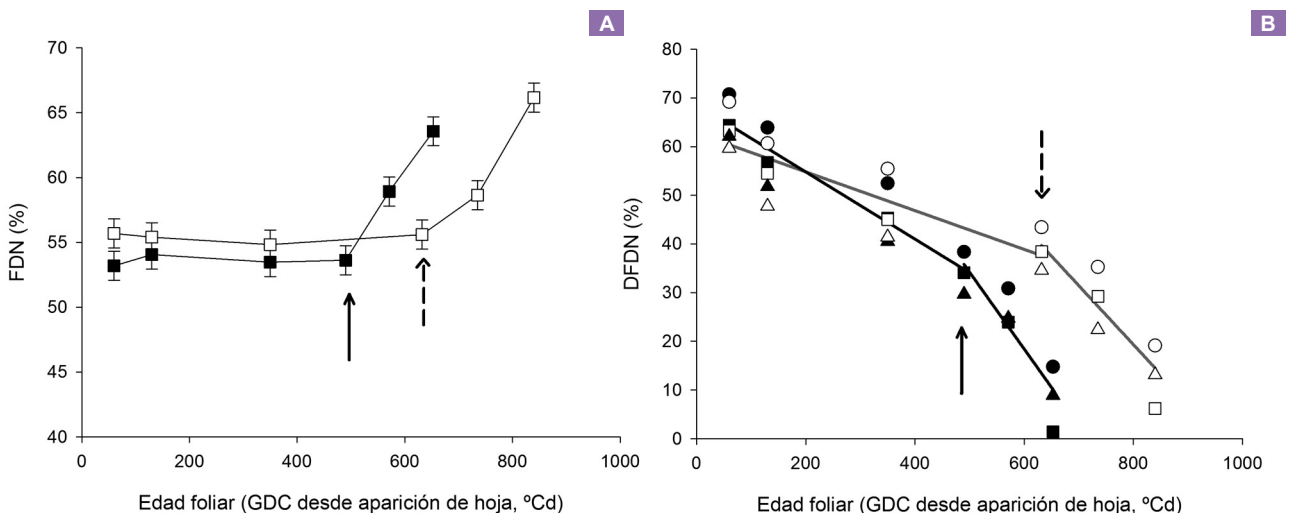 A
70
65
60
55
50
45
40
FDN (%)
0 200 400 600 800 1000
Edad foliar (GDC desde aparición de hoja, ºCd)
B
80
70
60
50
40
30
20
10
0
DFDN (%)
0 200 400 600 800 1000
Edad foliar (GDC desde aparición de hoja, ºCd)